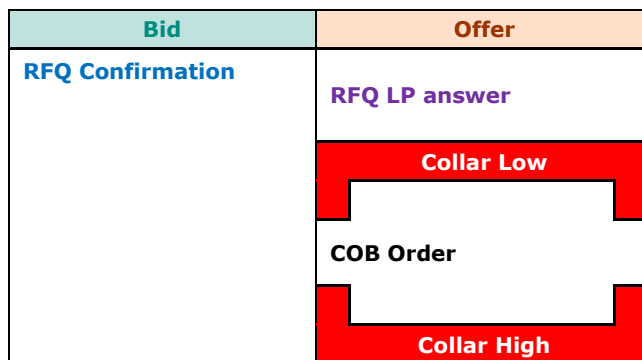 Bid
Offer
RFQ Confirmation
RFQ LP answer
Collar Low
COB Order
Collar High